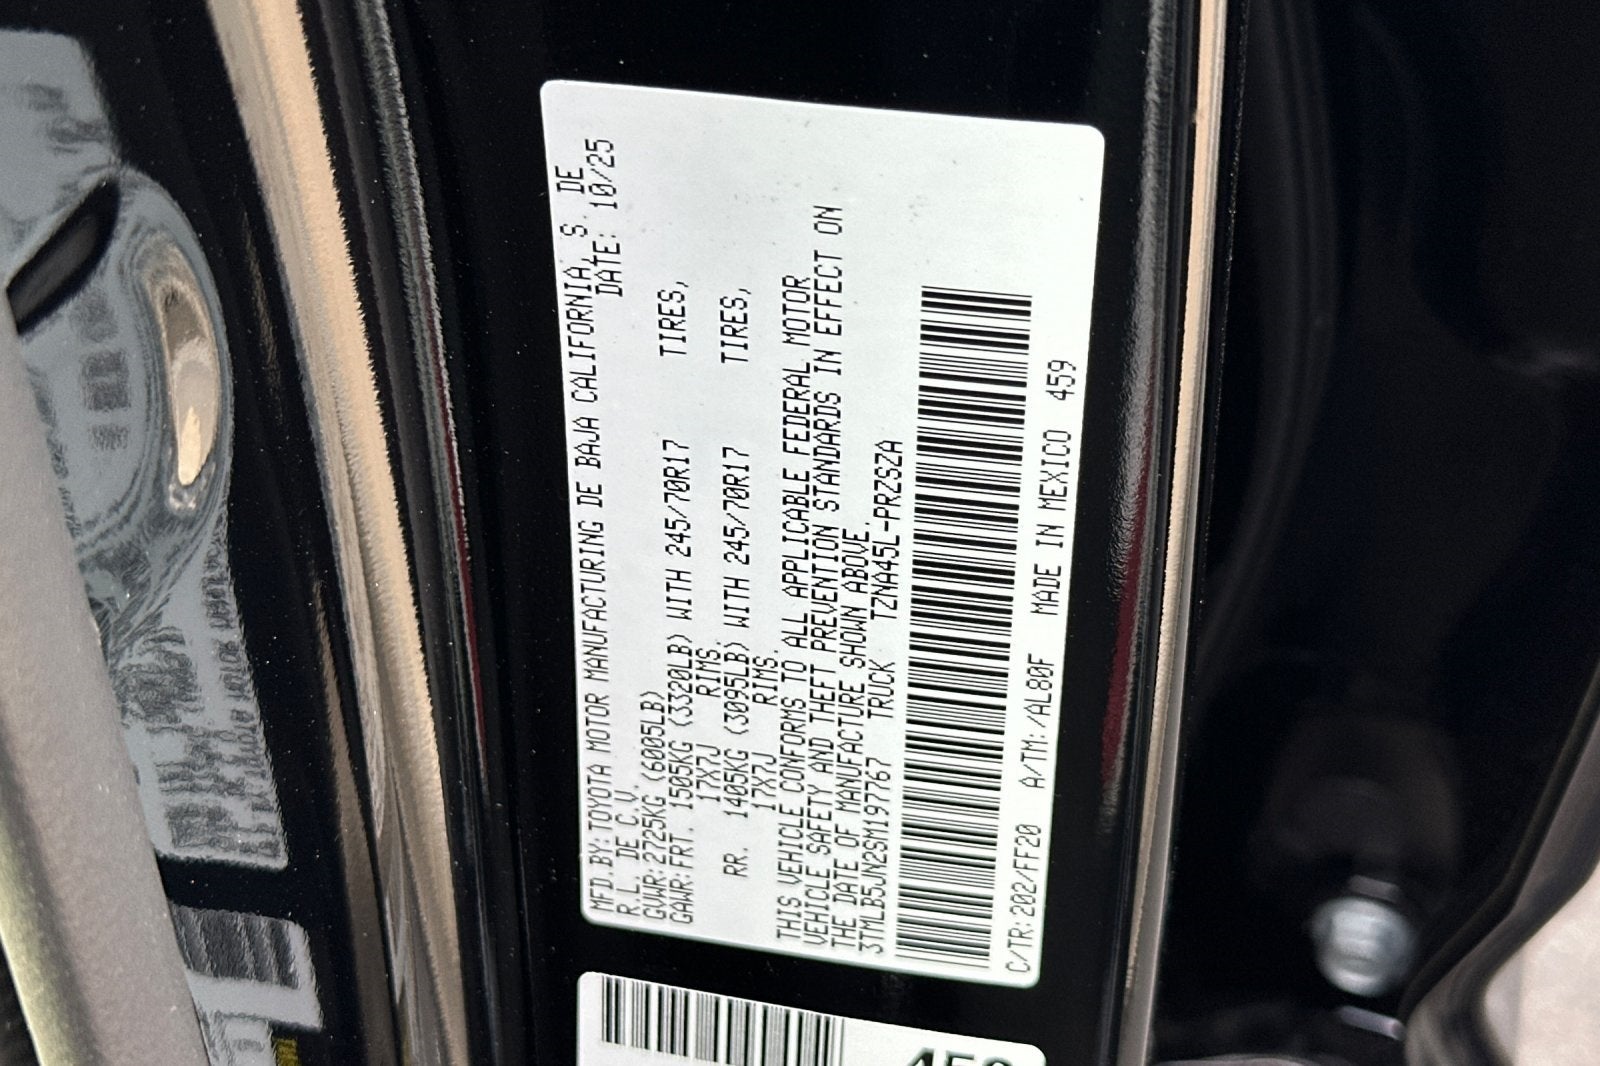 MFD.BY:TOYOTA MOTOR MANUFACTURING DE BAJA CALIFORNIA, S. DE
R.L. DE C.V. DATE: 10/25
GVWR:2725KG (6005LB)
GAWR:FRT. 1505KG (3320LB) WITH 245/70R17 TIRES,
17X7J RIMS.
RR. 1405KG (3095LB) WITH 245/70R17 TIRES,
17X7J RIMS.
THIS VEHICLE CONFORMS TO ALL APPLICABLE FEDERAL MOTOR
VEHICLE SAFETY AND THEFT PREVENTION STANDARDS IN EFFECT ON
THE DATE OF MANUFACTURE SHOWN ABOVE.
3TMLB5JN2SM197767 TRUCK TZNA45L-PRZSZA
C/TR:202/FF20 A/TM:/AL80F MADE IN MEXICO 459
459